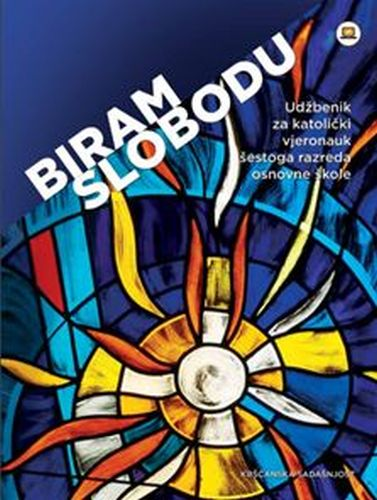 BIRAM
SLOBODU
Udžbenik
za katolički
vjeronauk
šestoga razreda
osnovne škole
KRŠĆANSKA SADAŠNJOST